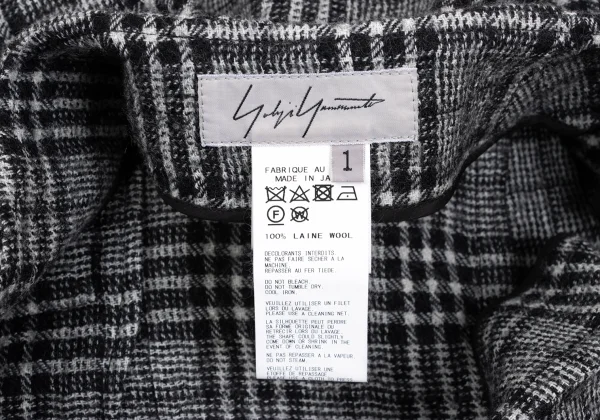 Yohji Yamamoto
1
FABRIQUE AU
MADE IN JA
100% LAINE WOOL
DECOLORANTS INTERDITS.
NE PAS FAIRE SECHER A LA
MACHINE.
REPASSER AU FER TIEDE.
DO NOT BLEACH.
DO NOT TUMBLE DRY.
COOL IRON.
VEUILLEZ UTILISER UN FILET
LORS DU LAVAGE.
PLEASE USE A CLEANING NET.
LA SILHOUETTE PEUT PERDRE
SA FORME ORIGINALE OU
RETRECIR LORS DU LAVAGE.
THE SHAPE COULD SLIGHTLY
COME DOWN OR SHRINK IN THE
EVENT OF CLEANING.
NE PAS REPASSER A LA VAPEUR.
DO NOT STEAM.
VEUILLEZ UTILISER UNE
ETOFFE DE REPASSAGE